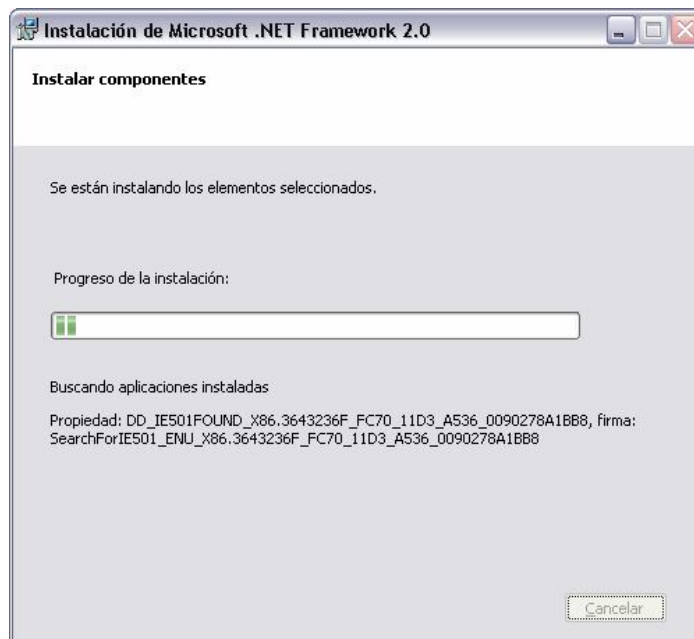 Instalación de Microsoft .NET Framework 2.0
Instalar componentes
Se están instalando los elementos seleccionados.
Progreso de la instalación:
Buscando aplicaciones instaladas
Propiedad: DD_IE501FOUND_X86.3643236F_FC70_11D3_A536_0090278A1BB8, firma:
SearchForIE501_ENU_X86.3643236F_FC70_11D3_A536_0090278A1BB8
Cancelar